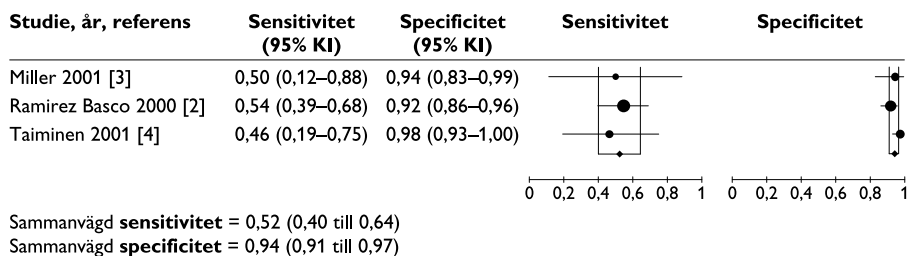 Studie, år, referens Sensitivitet (95% KI) Specificitet (95% KI) Sensitivitet Specificitet
Miller 2001 [3] 0,50 (0,12–0,88) 0,94 (0,83–0,99)
Ramirez Basco 2000 [2] 0,54 (0,39–0,68) 0,92 (0,86–0,96)
Taiminen 2001 [4] 0,46 (0,19–0,75) 0,98 (0,93–1,00)
0 0,2 0,4 0,6 0,8 1 0 0,2 0,4 0,6 0,8 1
Sammanvägd sensitivitet = 0,52 (0,40 till 0,64)
Sammanvägd specificitet = 0,94 (0,91 till 0,97)